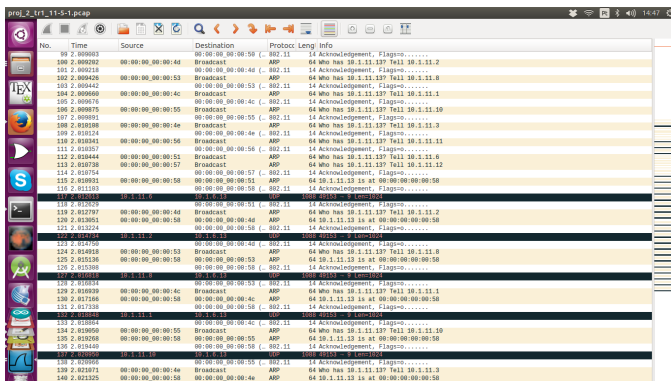 proj_2_tr1_11-5-1.pcap
Pt
14:47
No. Time Source Destination Protocc Leng Info
99 2.009003 00:00:00_00:00:50 (… 802.11 14 Acknowledgement, Flags=o.......
100 2.009202 00:00:00_00:00:4d Broadcast ARP 64 Who has 10.1.11.13? Tell 10.1.11.2
101 2.009218 00:00:00_00:00:4d (… 802.11 14 Acknowledgement, Flags=o.......
102 2.009426 00:00:00_00:00:53 Broadcast ARP 64 Who has 10.1.11.13? Tell 10.1.11.8
103 2.009442 00:00:00_00:00:53 (… 802.11 14 Acknowledgement, Flags=o.......
104 2.009660 00:00:00_00:00:4c Broadcast ARP 64 Who has 10.1.11.13? Tell 10.1.11.1
105 2.009676 00:00:00_00:00:4c (… 802.11 14 Acknowledgement, Flags=o.......
106 2.009875 00:00:00_00:00:55 Broadcast ARP 64 Who has 10.1.11.13? Tell 10.1.11.10
107 2.009891 00:00:00_00:00:55 (… 802.11 14 Acknowledgement, Flags=o.......
108 2.010108 00:00:00_00:00:4e Broadcast ARP 64 Who has 10.1.11.13? Tell 10.1.11.3
109 2.010124 00:00:00_00:00:4e (… 802.11 14 Acknowledgement, Flags=o.......
110 2.010341 00:00:00_00:00:56 Broadcast ARP 64 Who has 10.1.11.13? Tell 10.1.11.11
111 2.010357 00:00:00_00:00:56 (… 802.11 14 Acknowledgement, Flags=o.......
112 2.010444 00:00:00_00:00:51 Broadcast ARP 64 Who has 10.1.11.13? Tell 10.1.11.6
113 2.010738 00:00:00_00:00:57 Broadcast ARP 64 Who has 10.1.11.13? Tell 10.1.11.12
114 2.010754 00:00:00_00:00:57 (… 802.11 14 Acknowledgement, Flags=o.......
115 2.010931 00:00:00_00:00:58 00:00:00_00:00:51 ARP 64 10.1.11.13 is at 00:00:00:00:00:58
116 2.011103 00:00:00_00:00:58 (… 802.11 14 Acknowledgement, Flags=o.......
117 2.012613 10.1.11.6 10.1.6.13 UDP 1088 49153 → 9 Len=1024
118 2.012629 00:00:00_00:00:51 (… 802.11 14 Acknowledgement, Flags=o.......
119 2.012797 00:00:00_00:00:4d Broadcast ARP 64 Who has 10.1.11.13? Tell 10.1.11.2
120 2.013051 00:00:00_00:00:58 00:00:00_00:00:4d ARP 64 10.1.11.13 is at 00:00:00:00:00:58
121 2.013224 00:00:00_00:00:58 (… 802.11 14 Acknowledgement, Flags=o.......
122 2.014734 10.1.11.2 10.1.6.13 UDP 1088 49153 → 9 Len=1024
123 2.014750 00:00:00_00:00:4d (… 802.11 14 Acknowledgement, Flags=o.......
124 2.014918 00:00:00_00:00:53 Broadcast ARP 64 Who has 10.1.11.13? Tell 10.1.11.8
125 2.015136 00:00:00_00:00:58 00:00:00_00:00:53 ARP 64 10.1.11.13 is at 00:00:00:00:00:58
126 2.015308 00:00:00_00:00:58 (… 802.11 14 Acknowledgement, Flags=o.......
127 2.016818 10.1.11.8 10.1.6.13 UDP 1088 49153 → 9 Len=1024
128 2.016834 00:00:00_00:00:53 (… 802.11 14 Acknowledgement, Flags=o.......
129 2.016939 00:00:00_00:00:4c Broadcast ARP 64 Who has 10.1.11.13? Tell 10.1.11.1
130 2.017166 00:00:00_00:00:58 00:00:00_00:00:4c ARP 64 10.1.11.13 is at 00:00:00:00:00:58
131 2.017338 00:00:00_00:00:58 (… 802.11 14 Acknowledgement, Flags=o.......
132 2.018848 10.1.11.1 10.1.6.13 UDP 1088 49153 → 9 Len=1024
133 2.018864 00:00:00_00:00:4c (… 802.11 14 Acknowledgement, Flags=o.......
134 2.019050 00:00:00_00:00:55 Broadcast ARP 64 Who has 10.1.11.13? Tell 10.1.11.10
135 2.019268 00:00:00_00:00:58 00:00:00_00:00:55 ARP 64 10.1.11.13 is at 00:00:00:00:00:58
136 2.019440 00:00:00_00:00:58 (… 802.11 14 Acknowledgement, Flags=o.......
137 2.020950 10.1.11.10 10.1.6.13 UDP 1088 49153 → 9 Len=1024
138 2.020966 00:00:00_00:00:55 (… 802.11 14 Acknowledgement, Flags=o.......
139 2.021071 00:00:00_00:00:4e Broadcast ARP 64 Who has 10.1.11.13? Tell 10.1.11.3
140 2.021325 00:00:00_00:00:58 00:00:00_00:00:4e ARP 64 10.1.11.13 is at 00:00:00:00:00:58